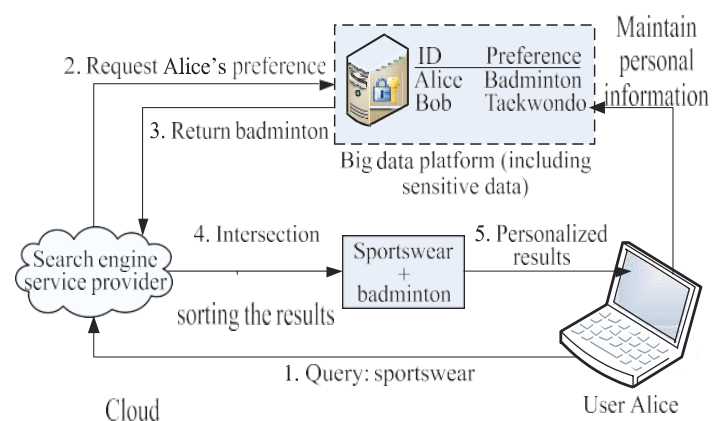 Maintain
personal
information
2. Request Alice's preference
ID Preference
Alice Badminton
Bob Taekwondo
3. Return badminton
Big data platform (including
sensitive data)
4. Intersection
sorting the results
Search engine
service provider
Sportswear
+
badminton
5. Personalized
results
1. Query: sportswear
Cloud
User Alice